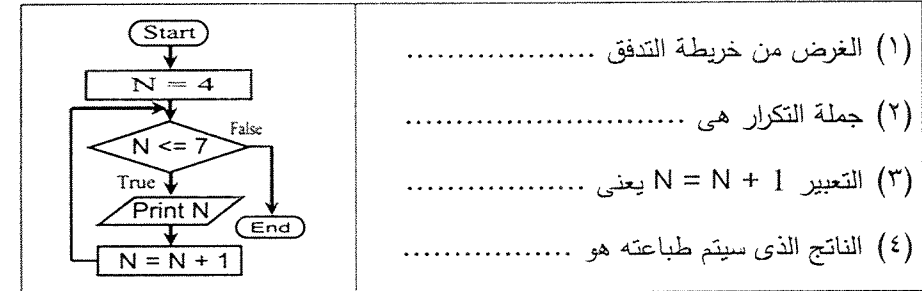 Start
N = 4
N <= 7
False
True
Print N
End
N = N + 1
(١) الغرض من خريطة التدفق ...................
(٢) جملة التكرار هى ............................
(٣) التعبير N = N + 1 يعنى ..................
(٤) الناتج الذى سيتم طباعته هو .................